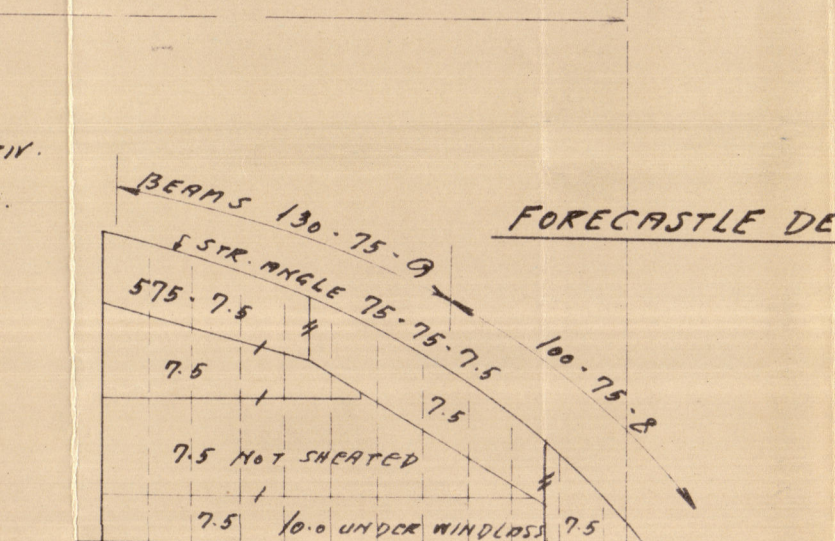 BEAMS 130-75-9
FORECASTLE DE
STR. ANGLE 75-75-7.5
575-7.5
100-75-8
7.5
7.5
7.5 NOT SHEATED
7.5
10.0 UNDER WINDLOSS
7.5